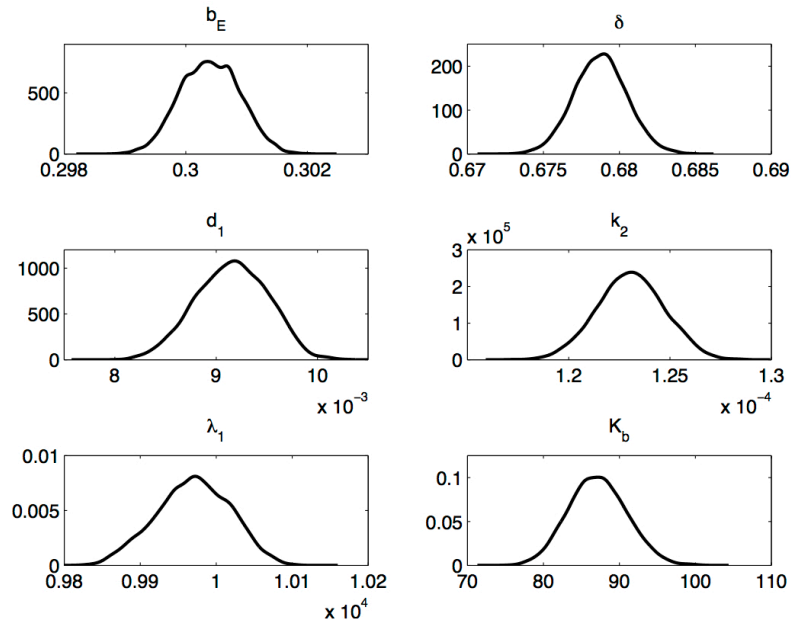 b_E
500
0
0.298 0.3 0.302
δ
200
100
0
0.67 0.675 0.68 0.685 0.69
d_1
1000
500
0
8 9 10
x 10^-3
k_2
x 10^5
3
2
1
0
1.2 1.25 1.3
x 10^-4
λ_1
0.01
0.005
0
0.98 0.99 1 1.01 1.02
x 10^4
K_b
0.1
0.05
0
70 80 90 100 110